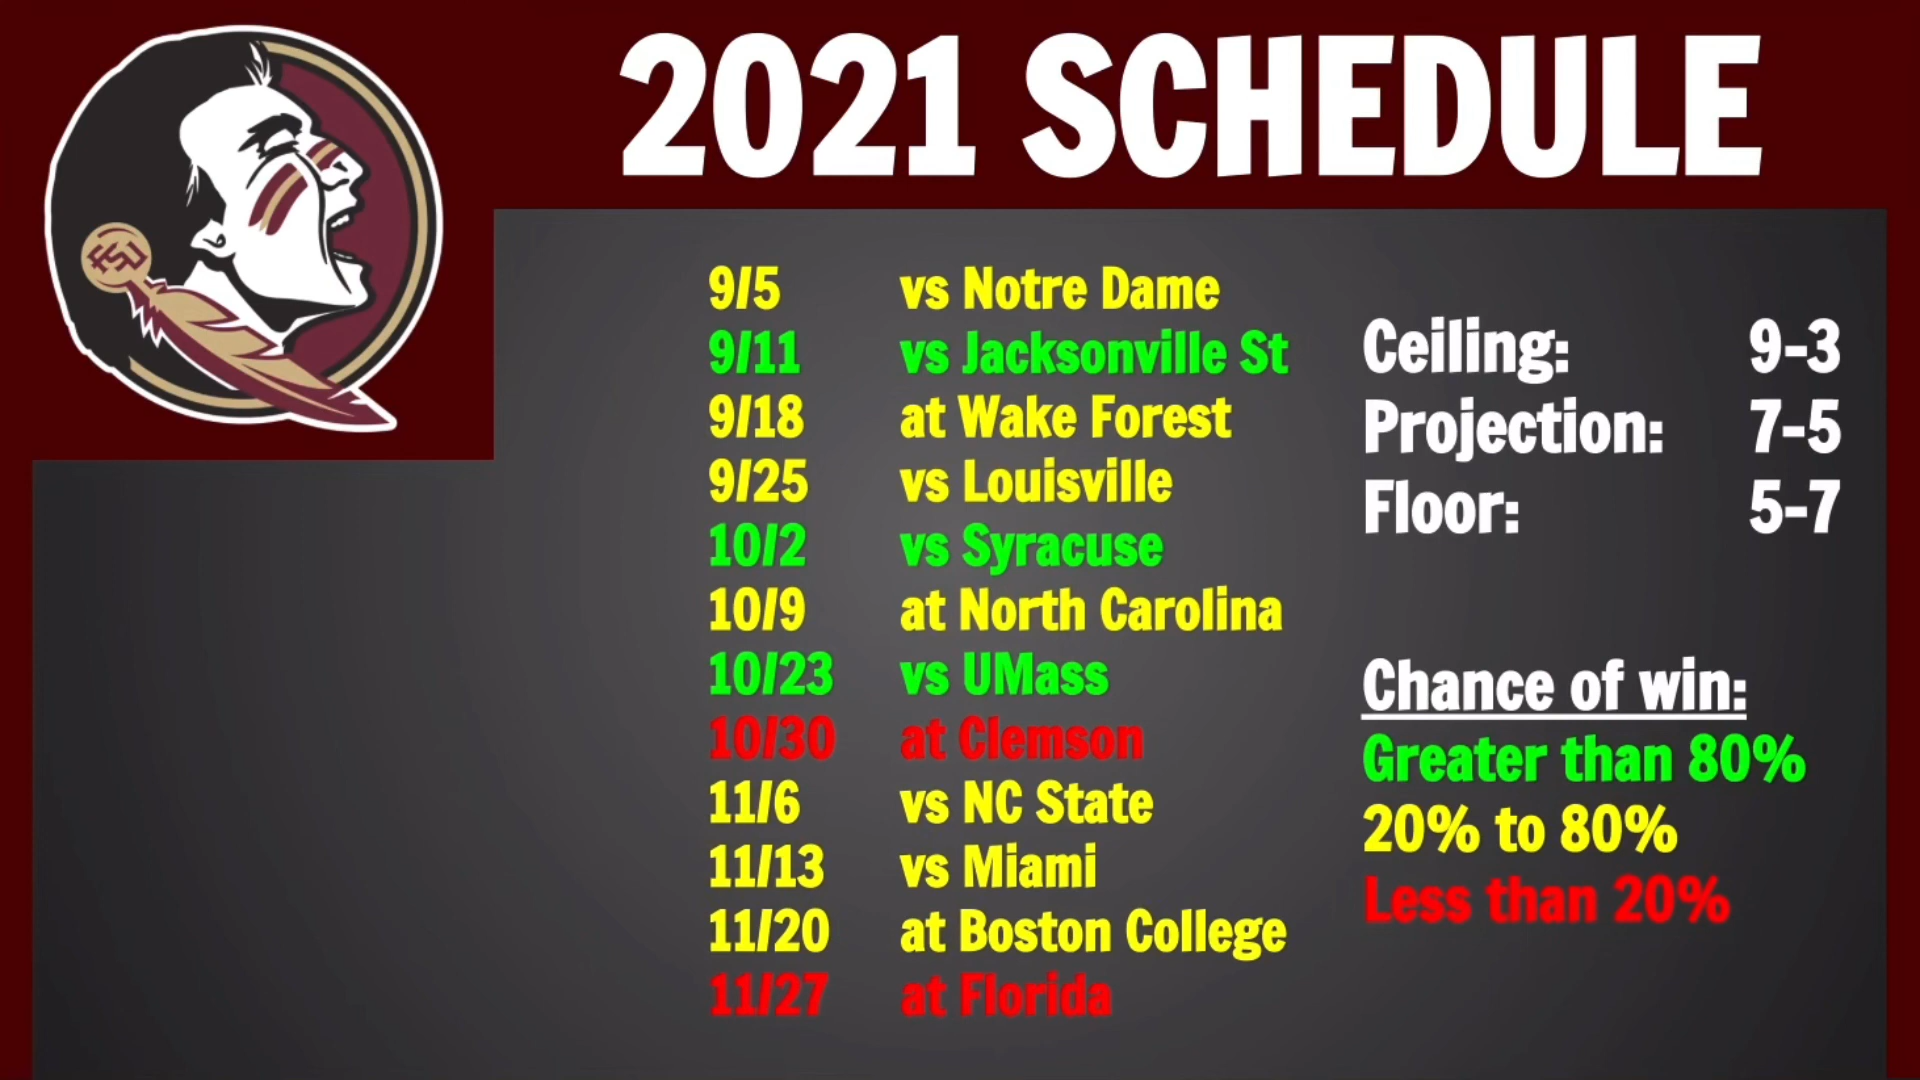 2021 SCHEDULE
FSU
9/5 vs Notre Dame
9/11 vs Jacksonville St
9/18 at Wake Forest
9/25 vs Louisville
10/2 vs Syracuse
10/9 at North Carolina
10/23 vs UMass
10/30 at Clemson
11/6 vs NC State
11/13 vs Miami
11/20 at Boston College
11/27 at Florida
Ceiling: 9-3
Projection: 7-5
Floor: 5-7
Chance of win:
Greater than 80%
20% to 80%
Less than 20%